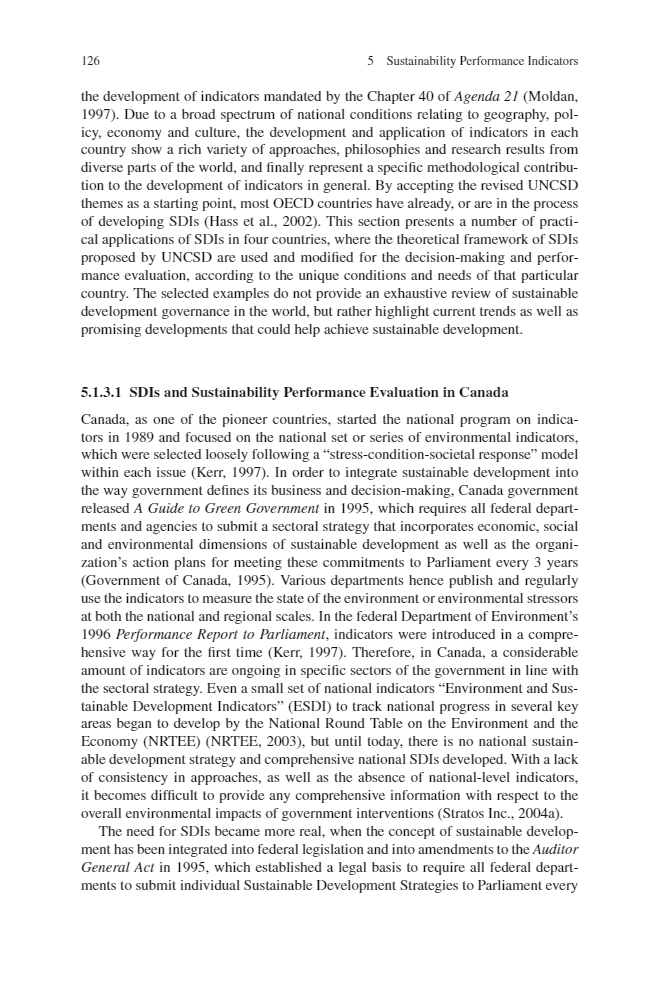 126
5 Sustainability Performance Indicators
the development of indicators mandated by the Chapter 40 of Agenda 21 (Moldan,
1997). Due to a broad spectrum of national conditions relating to geography, pol-
icy, economy and culture, the development and application of indicators in each
country show a rich variety of approaches, philosophies and research results from
diverse parts of the world, and finally represent a specific methodological contribu-
tion to the development of indicators in general. By accepting the revised UNCSD
themes as a starting point, most OECD countries have already, or are in the process
of developing SDIs (Hass et al., 2002). This section presents a number of practi-
cal applications of SDIs in four countries, where the theoretical framework of SDIs
proposed by UNCSD are used and modified for the decision-making and perfor-
mance evaluation, according to the unique conditions and needs of that particular
country. The selected examples do not provide an exhaustive review of sustainable
development governance in the world, but rather highlight current trends as well as
promising developments that could help achieve sustainable development.
5.1.3.1 SDIs and Sustainability Performance Evaluation in Canada
Canada, as one of the pioneer countries, started the national program on indica-
tors in 1989 and focused on the national set or series of environmental indicators,
which were selected loosely following a “stress-condition-societal response” model
within each issue (Kerr, 1997). In order to integrate sustainable development into
the way government defines its business and decision-making, Canada government
released A Guide to Green Government in 1995, which requires all federal depart-
ments and agencies to submit a sectoral strategy that incorporates economic, social
and environmental dimensions of sustainable development as well as the organi-
zation’s action plans for meeting these commitments to Parliament every 3 years
(Government of Canada, 1995). Various departments hence publish and regularly
use the indicators to measure the state of the environment or environmental stressors
at both the national and regional scales. In the federal Department of Environment’s
1996 Performance Report to Parliament, indicators were introduced in a compre-
hensive way for the first time (Kerr, 1997). Therefore, in Canada, a considerable
amount of indicators are ongoing in specific sectors of the government in line with
the sectoral strategy. Even a small set of national indicators “Environment and Sus-
tainable Development Indicators” (ESDI) to track national progress in several key
areas began to develop by the National Round Table on the Environment and the
Economy (NRTEE) (NRTEE, 2003), but until today, there is no national sustain-
able development strategy and comprehensive national SDIs developed. With a lack
of consistency in approaches, as well as the absence of national-level indicators,
it becomes difficult to provide any comprehensive information with respect to the
overall environmental impacts of government interventions (Stratos Inc., 2004a).
The need for SDIs became more real, when the concept of sustainable develop-
ment has been integrated into federal legislation and into amendments to the Auditor
General Act in 1995, which established a legal basis to require all federal depart-
ments to submit individual Sustainable Development Strategies to Parliament every